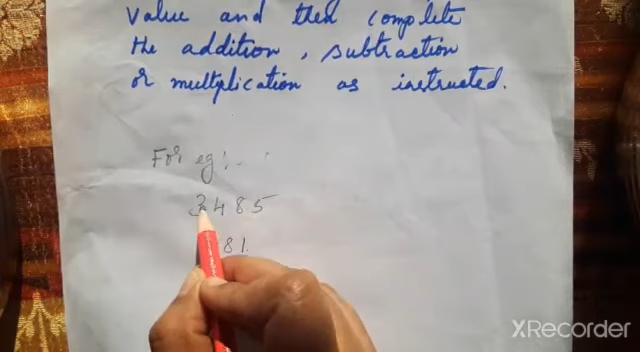 value and then complete
the addition, subtraction
or multiplication as instructed.
For eg:-
3485
81
XRecorder